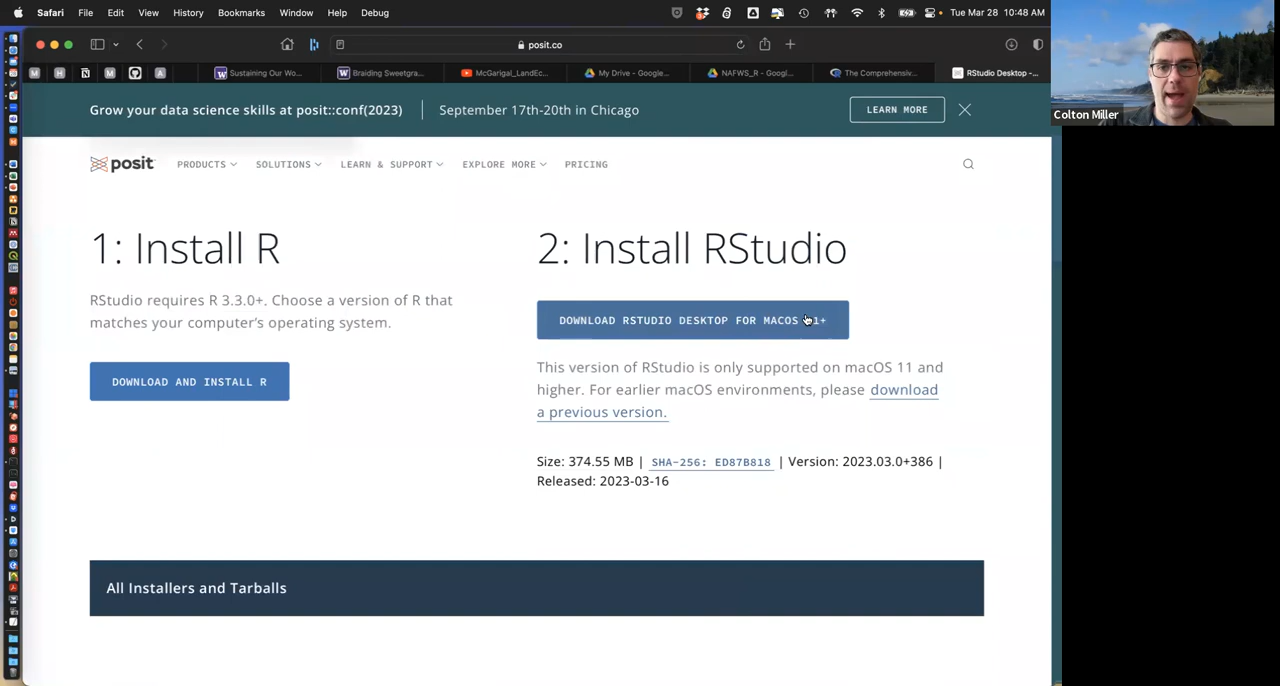 Safari File Edit View History Bookmarks Window Help Debug
Tue Mar 28 10:48 AM
posit.co
M H M A Sustaining Our Wo... Braiding Sweetgra... McGarigal_LandEc... My Drive - Google... NAFWS_R - Googl... The Comprehensiv... RStudio Desktop -...
Grow your data science skills at posit::conf(2023) | September 17th-20th in Chicago
LEARN MORE
Colton Miller
posit PRODUCTS SOLUTIONS LEARN & SUPPORT EXPLORE MORE PRICING
1: Install R
RStudio requires R 3.3.0+. Choose a version of R that
matches your computer's operating system.
DOWNLOAD AND INSTALL R
2: Install RStudio
DOWNLOAD RSTUDIO DESKTOP FOR MACOS 11+
This version of RStudio is only supported on macOS 11 and
higher. For earlier macOS environments, please download
a previous version.
Size: 374.55 MB | SHA-256: ED87B818 | Version: 2023.03.0+386 |
Released: 2023-03-16
All Installers and Tarballs